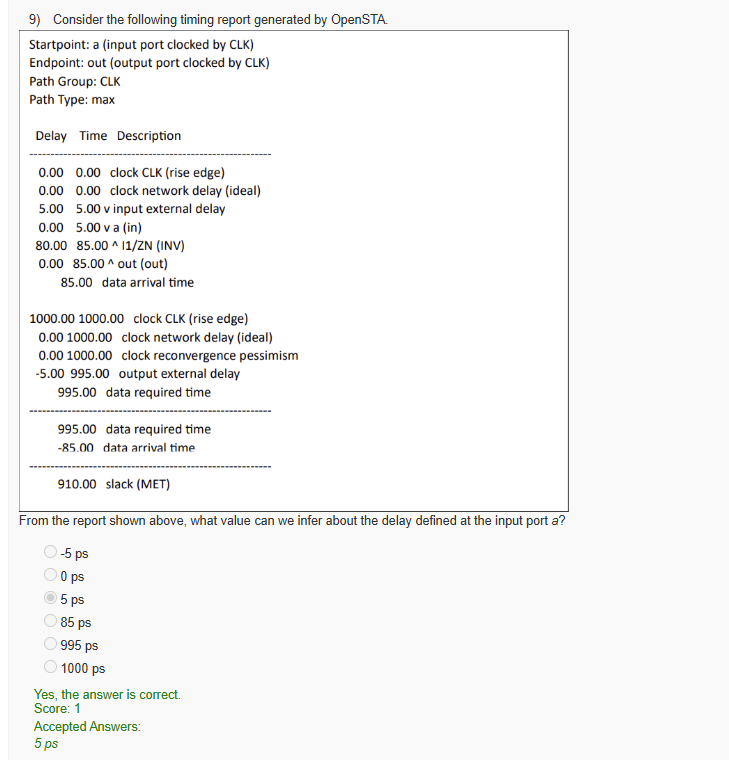 9) Consider the following timing report generated by OpenSTA.
Startpoint: a (input port clocked by CLK)
Endpoint: out (output port clocked by CLK)
Path Group: CLK
Path Type: max
Delay Time Description
-----------------------------------------------------------
0.00 0.00 clock CLK (rise edge)
0.00 0.00 clock network delay (ideal)
5.00 5.00 v input external delay
0.00 5.00 v a (in)
80.00 85.00 ^ I1/ZN (INV)
0.00 85.00 ^ out (out)
85.00 data arrival time
1000.00 1000.00 clock CLK (rise edge)
0.00 1000.00 clock network delay (ideal)
0.00 1000.00 clock reconvergence pessimism
-5.00 995.00 output external delay
995.00 data required time
-----------------------------------------------------------
995.00 data required time
-85.00 data arrival time
-----------------------------------------------------------
910.00 slack (MET)
From the report shown above, what value can we infer about the delay defined at the input port a?
-5 ps
0 ps
5 ps
85 ps
995 ps
1000 ps
Yes, the answer is correct.
Score: 1
Accepted Answers:
5 ps